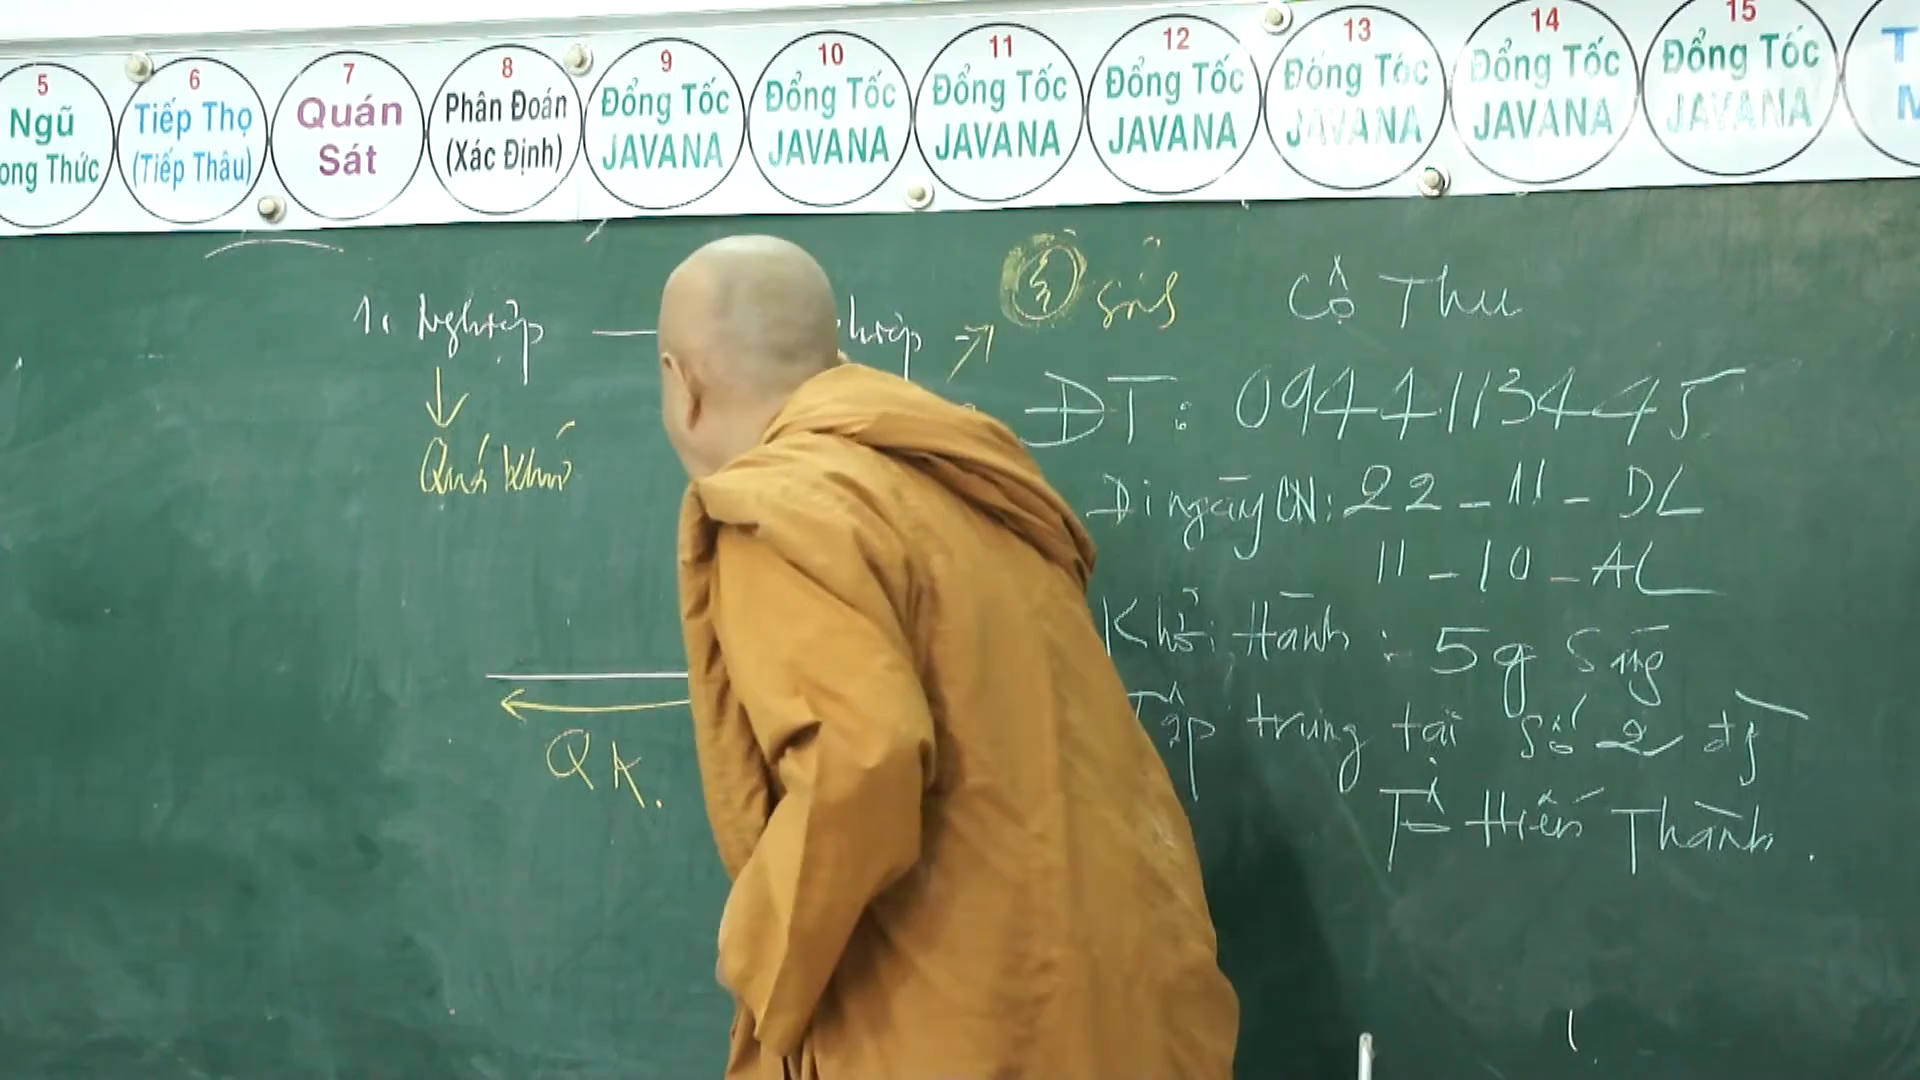 5 Ngũ ong Thức
6 Tiếp Thọ (Tiếp Thâu)
7 Quán Sát
8 Phân Đoán (Xác Định)
9 Đổng Tốc JAVANA
10 Đổng Tốc JAVANA
11 Đổng Tốc JAVANA
12 Đổng Tốc JAVANA
13 Đổng Tốc JAVANA
14 Đổng Tốc JAVANA
15 Đổng Tốc JAVANA
T M
1. Nghiệp
Quá khứ
QK.
Cô Thu
ĐT: 0944113445
Đi ngày CN: 22 - 11 - DL
11 - 10 - AL
Khởi Hành : 5g Sáng
Tập trung tại Số 2 đg
Tô Hiến Thành.